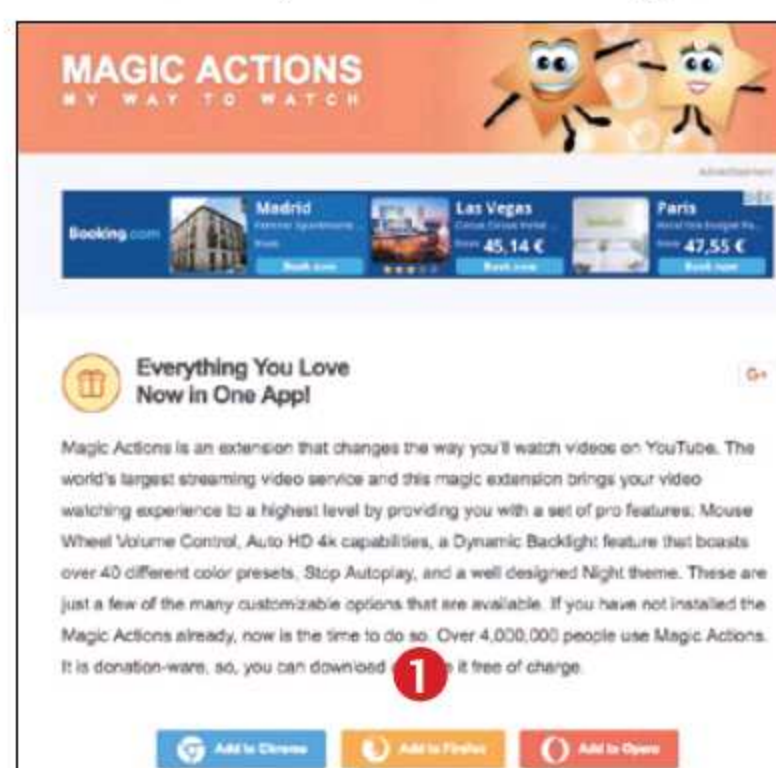 MAGIC ACTIONS
MY WAY TO WATCH
Advertisement
Booking.com
Madrid
Book now
Las Vegas
45,14 €
Book now
Paris
47,55 €
Book now
Everything You Love
Now in One App!
G+
Magic Actions is an extension that changes the way you'll watch videos on YouTube. The
world's largest streaming video service and this magic extension brings your video
watching experience to a highest level by providing you with a set of pro features: Mouse
Wheel Volume Control, Auto HD 4k capabilities, a Dynamic Backlight feature that boasts
over 40 different color presets, Stop Autoplay, and a well designed Night theme. These are
just a few of the many customizable options that are available. If you have not installed the
Magic Actions already, now is the time to do so. Over 4,000,000 people use Magic Actions.
It is donation-ware, so, you can download it free of charge.
1
Add to Chrome
Add to Firefox
Add to Opera